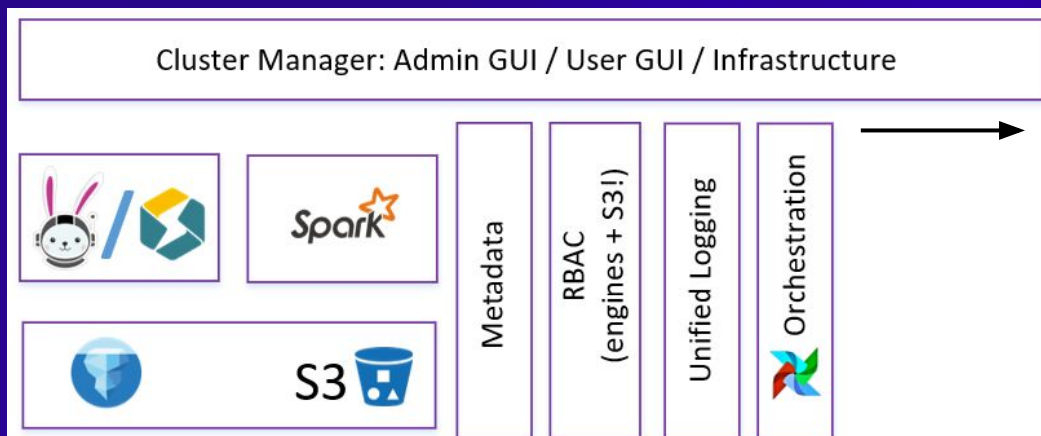 Cluster Manager: Admin GUI / User GUI / Infrastructure
/
Spark
S3
Metadata
RBAC
(engines + S3!)
Unified Logging
Orchestration